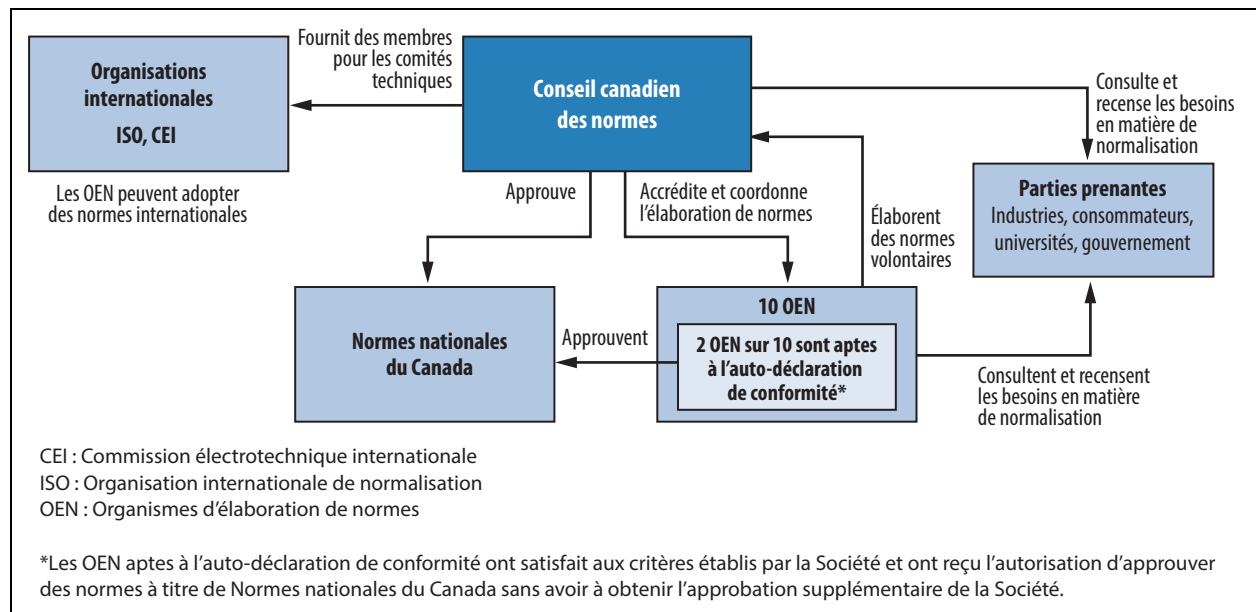 Organisations
internationales
ISO, CEI
Fournit des membres
pour les comités
techniques
Conseil canadien
des normes
Consulte et
recense les besoins
en matière de
normalisation
Les OEN peuvent adopter
des normes internationales
Approuve
Accrédite et coordonne
l’élaboration de normes
Élaborent
des normes
volontaires
Parties prenantes
Industries, consommateurs,
universités, gouvernement
Normes nationales
du Canada
Approuvent
10 OEN
2 OEN sur 10 sont aptes
à l’auto-déclaration
de conformité*
Consultent et recensent
les besoins en matière
de normalisation
CEI : Commission électrotechnique internationale
ISO : Organisation internationale de normalisation
OEN : Organismes d’élaboration de normes
*Les OEN aptes à l’auto-déclaration de conformité ont satisfait aux critères établis par la Société et ont reçu l’autorisation d’approuver
des normes à titre de Normes nationales du Canada sans avoir à obtenir l’approbation supplémentaire de la Société.